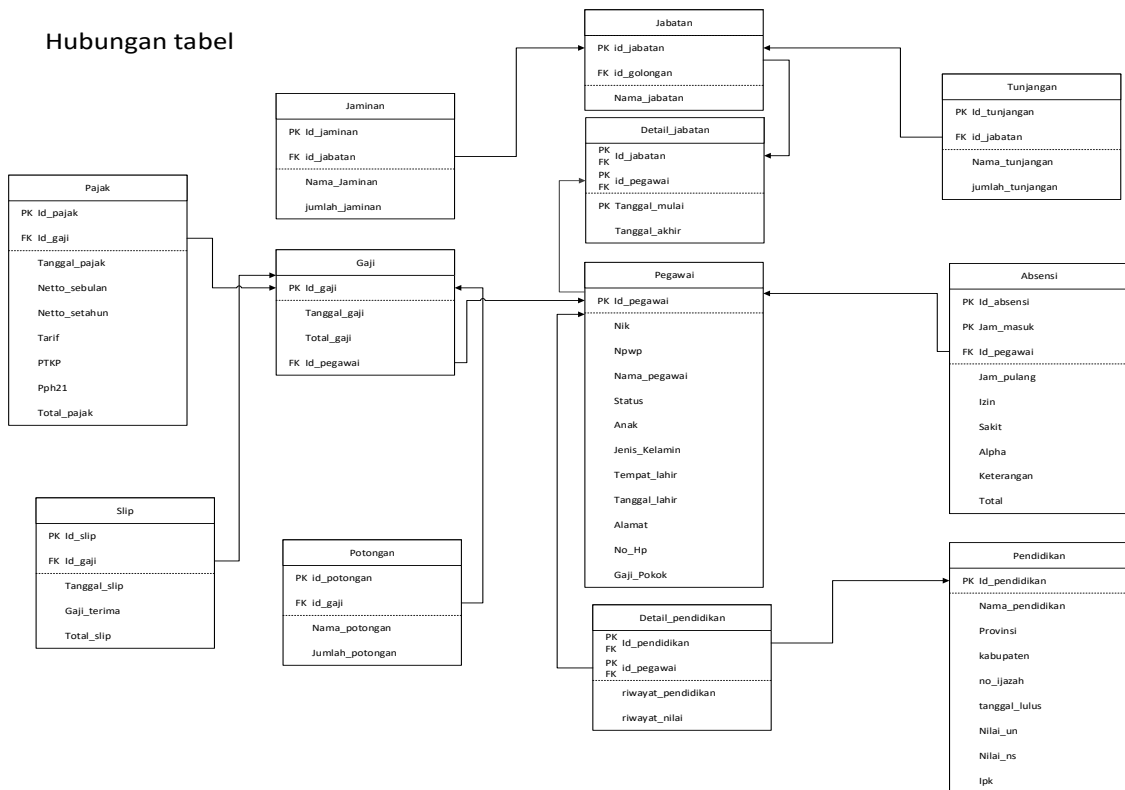 Hubungan tabel
Jabatan
PK id_jabatan
FK id_golongan
Nama_jabatan
Jaminan
PK Id_jaminan
FK id_jabatan
Nama_Jaminan
jumlah_jaminan
Detail_jabatan
PK
FK Id_jabatan
PK
FK id_pegawai
PK Tanggal_mulai
Tanggal_akhir
Tunjangan
PK Id_tunjangan
FK id_jabatan
Nama_tunjangan
jumlah_tunjangan
Pajak
PK Id_pajak
FK Id_gaji
Tanggal_pajak
Netto_sebulan
Netto_setahun
Tarif
PTKP
Pph21
Total_pajak
Gaji
PK Id_gaji
Tanggal_gaji
Total_gaji
FK Id_pegawai
Pegawai
PK Id_pegawai
Nik
Npwp
Nama_pegawai
Status
Anak
Jenis_Kelamin
Tempat_lahir
Tanggal_lahir
Alamat
No_Hp
Gaji_Pokok
Absensi
PK Id_absensi
PK Jam_masuk
FK Id_pegawai
Jam_pulang
Izin
Sakit
Alpha
Keterangan
Total
Slip
PK Id_slip
FK Id_gaji
Tanggal_slip
Gaji_terima
Total_slip
Potongan
PK id_potongan
FK id_gaji
Nama_potongan
Jumlah_potongan
Detail_pendidikan
PK
FK Id_pendidikan
PK
FK id_pegawai
riwayat_pendidikan
riwayat_nilai
Pendidikan
PK Id_pendidikan
Nama_pendidikan
Provinsi
kabupaten
no_ijazah
tanggal_lulus
Nilai_un
Nilai_ns
Ipk